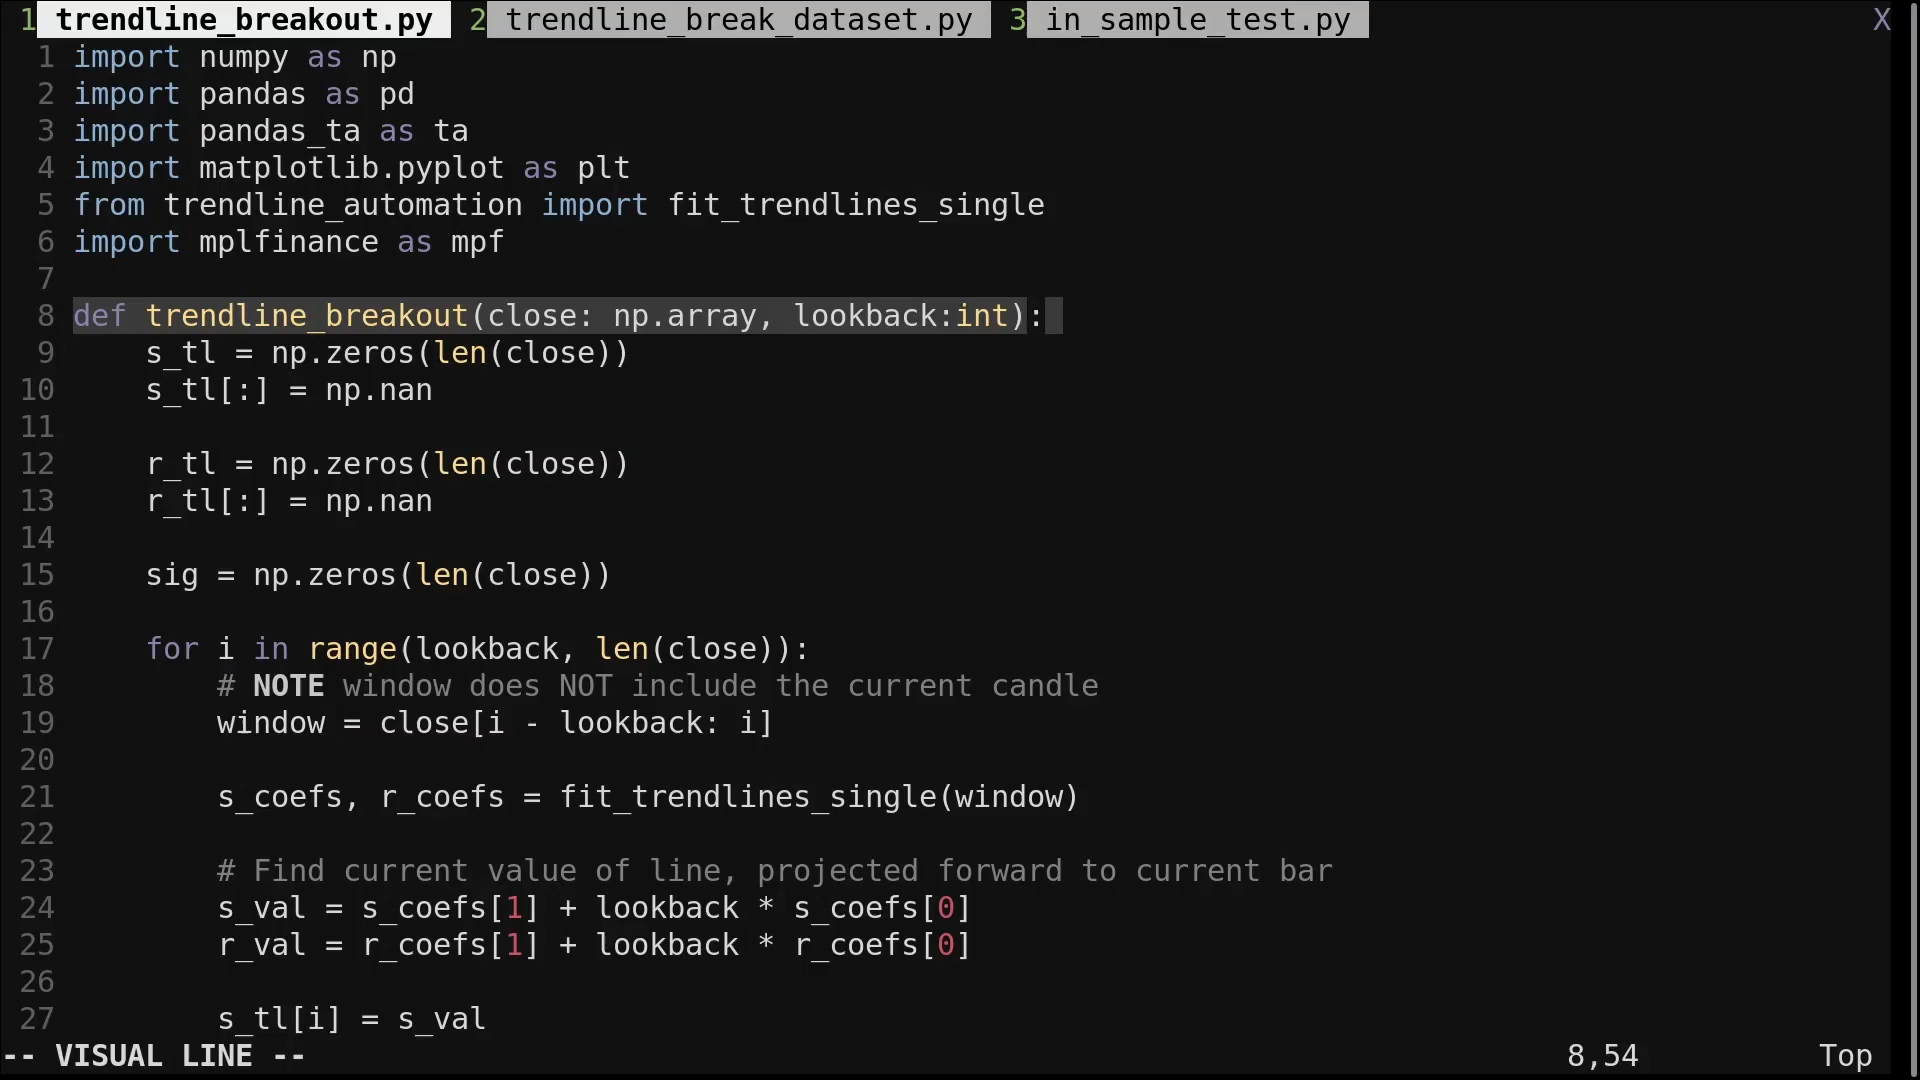 1 trendline_breakout.py 2 trendline_break_dataset.py 3 in_sample_test.py X
1 import numpy as np
2 import pandas as pd
3 import pandas_ta as ta
4 import matplotlib.pyplot as plt
5 from trendline_automation import fit_trendlines_single
6 import mplfinance as mpf
7
8 def trendline_breakout(close: np.array, lookback:int):
9     s_tl = np.zeros(len(close))
10     s_tl[:] = np.nan
11
12     r_tl = np.zeros(len(close))
13     r_tl[:] = np.nan
14
15     sig = np.zeros(len(close))
16
17     for i in range(lookback, len(close)):
18         # NOTE window does NOT include the current candle
19         window = close[i - lookback: i]
20
21         s_coefs, r_coefs = fit_trendlines_single(window)
22
23         # Find current value of line, projected forward to current bar
24         s_val = s_coefs[1] + lookback * s_coefs[0]
25         r_val = r_coefs[1] + lookback * r_coefs[0]
26
27         s_tl[i] = s_val
-- VISUAL LINE -- 8,54 Top